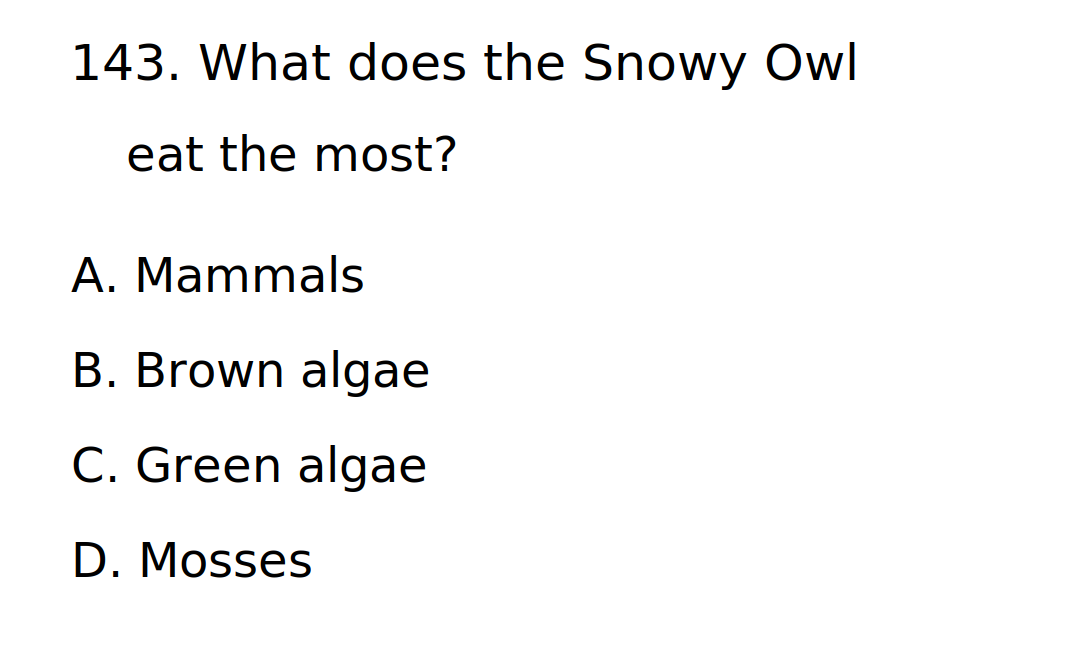 143. What does the Snowy Owl
eat the most?
A. Mammals
B. Brown algae
C. Green algae
D. Mosses